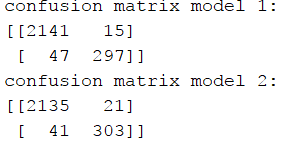 confusion matrix model 1:
[[2141   15]
 [  47  297]]
confusion matrix model 2:
[[2135   21]
 [  41  303]]